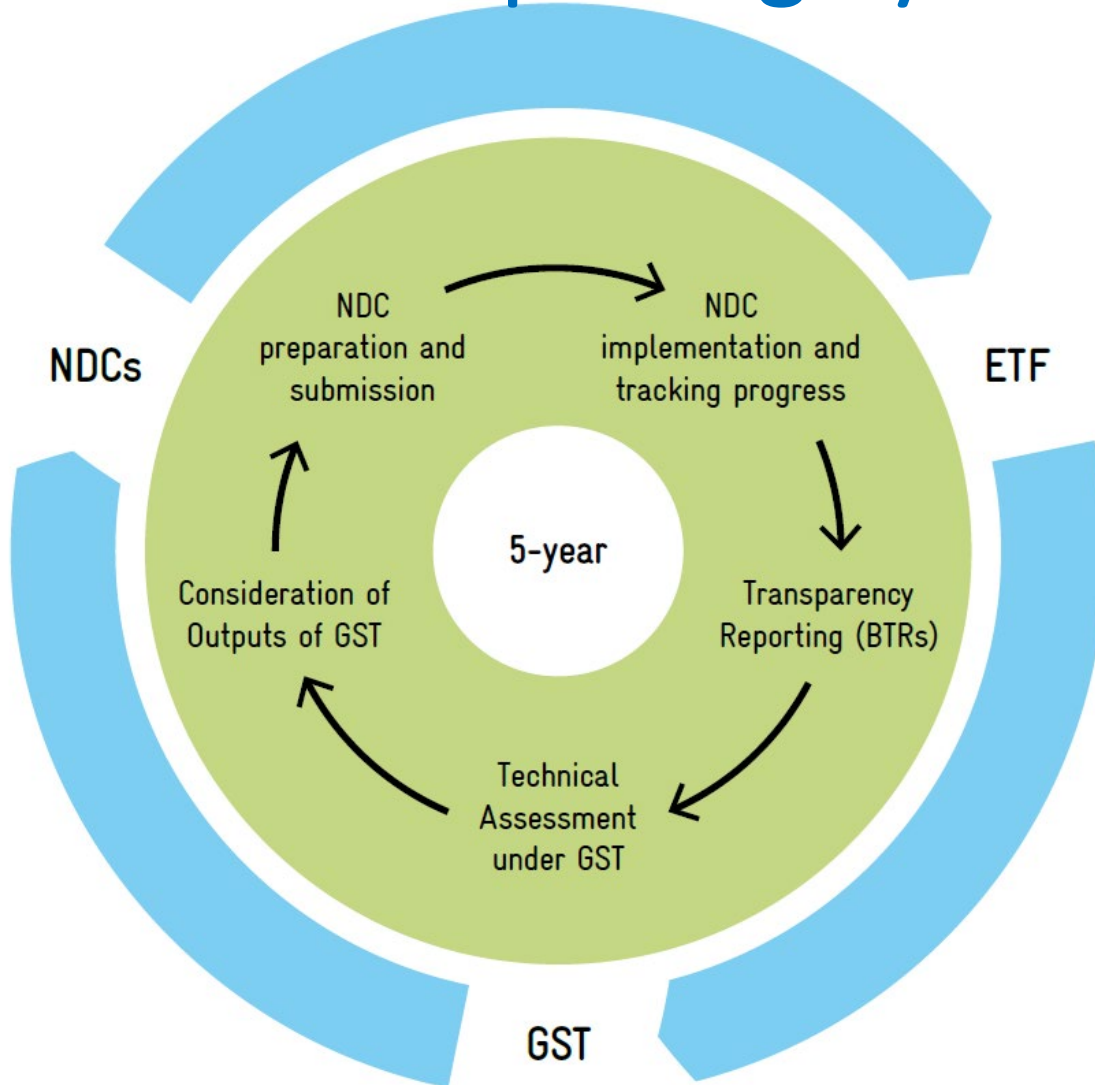 NDC
preparation and
submission
NDC
implementation and
tracking progress
NDCs
ETF
5-year
Consideration of
Outputs of GST
Transparency
Reporting (BTRs)
Technical
Assessment
under GST
GST